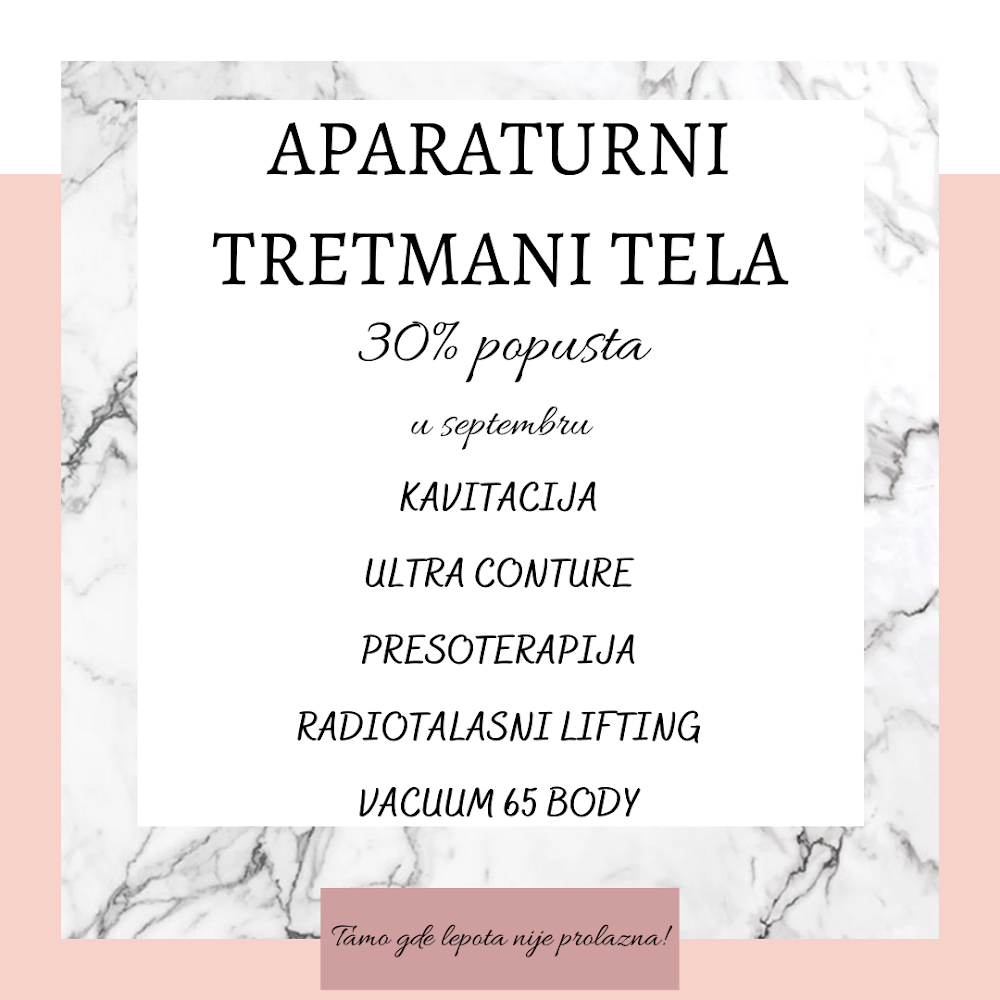 APARATURNI
TRETMANI TELA
30% popusta
u septembru
KAVITACIJA
ULTRA CONTURE
PRESOTERAPIJA
RADIOTALASNI LIFTING
VACUUM 65 BODY
Tamo gde lepota nije prolazna!